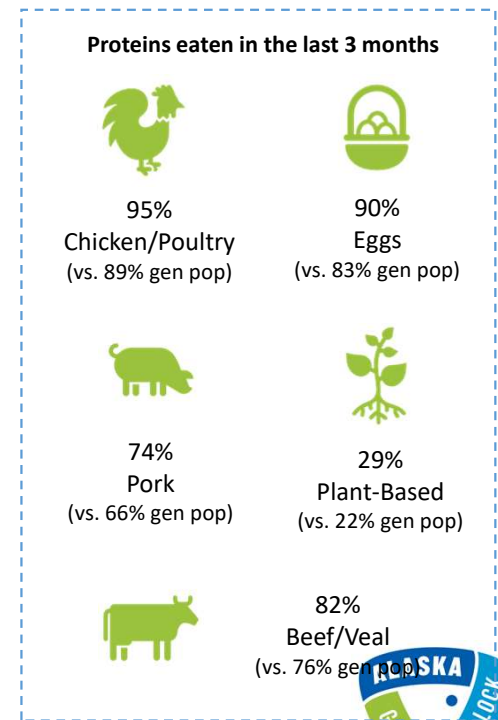 Proteins eaten in the last 3 months
95%
Chicken/Poultry
(vs. 89% gen pop)
90%
Eggs
(vs. 83% gen pop)
74%
Pork
(vs. 66% gen pop)
29%
Plant-Based
(vs. 22% gen pop)
82%
Beef/Veal
(vs. 76% gen pop)
ALASKA